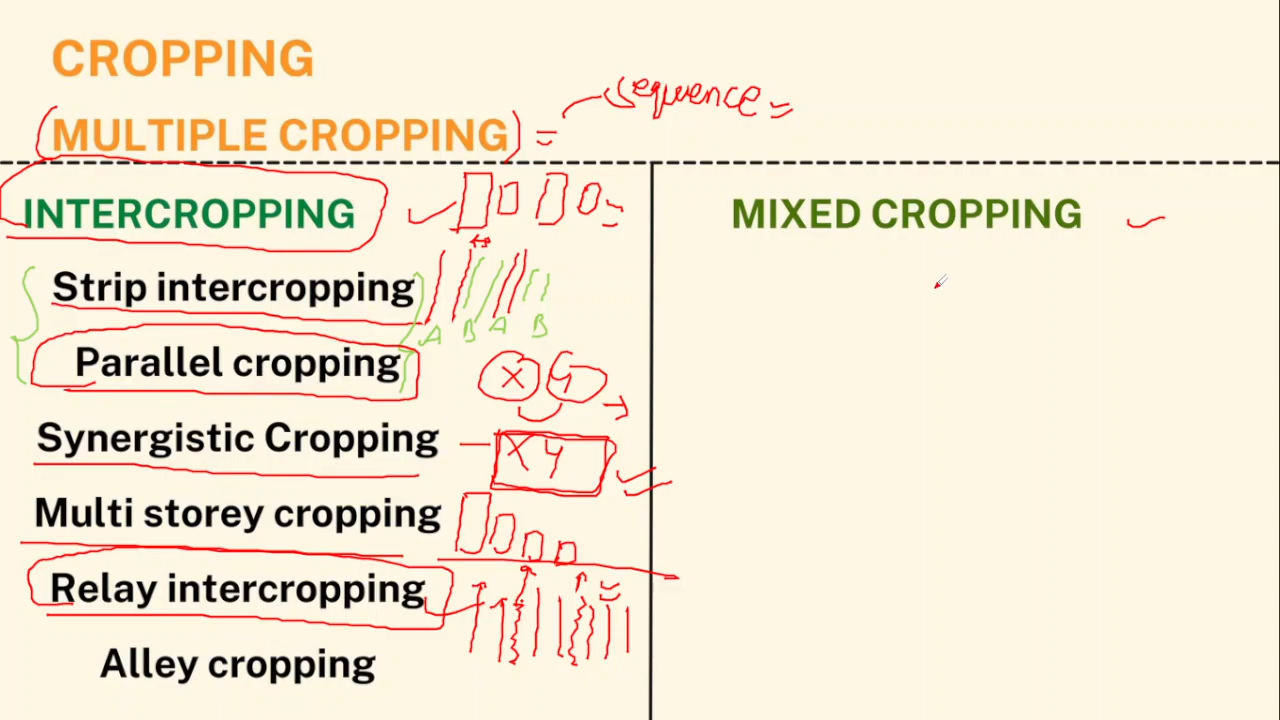 CROPPING
sequence
MULTIPLE CROPPING =
INTERCROPPING
MIXED CROPPING
Strip intercropping
A B A B
Parallel cropping
X
Synergistic Cropping - X Y
Multi storey cropping
Relay intercropping
Alley cropping